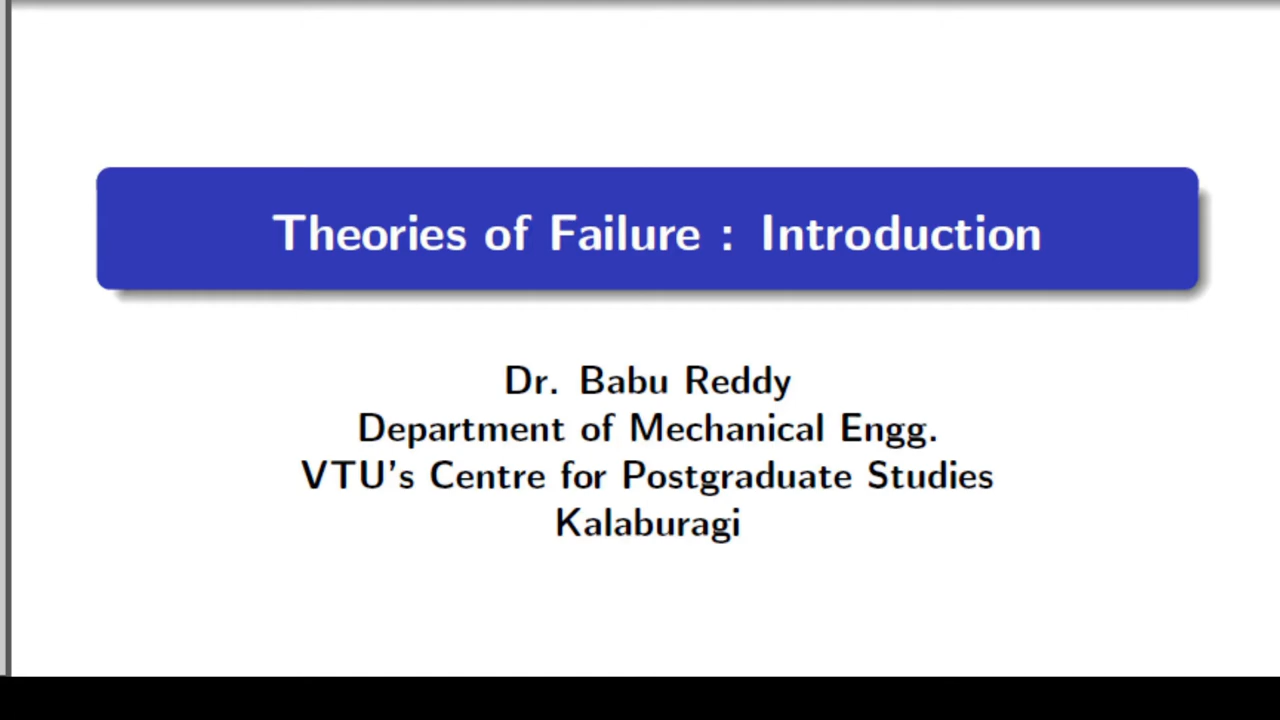 Theories of Failure : Introduction
Dr. Babu Reddy
Department of Mechanical Engg.
VTU's Centre for Postgraduate Studies
Kalaburagi